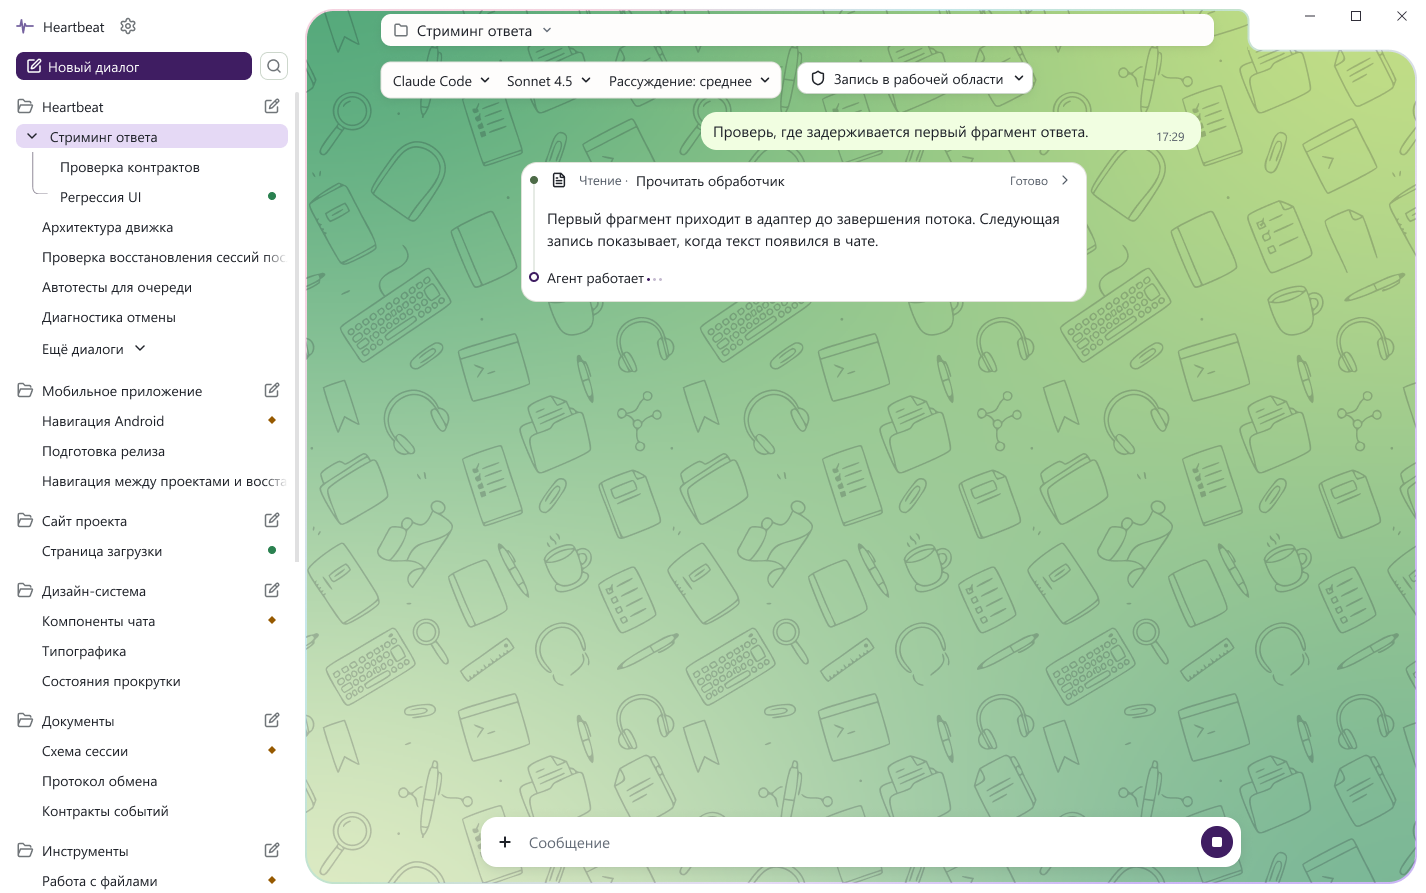 Heartbeat
Новый диалог
Heartbeat
Стриминг ответа
Проверка контрактов
Регрессия UI
Архитектура движка
Проверка восстановления сессий
Автотесты для очереди
Диагностика отмены
Ещё диалоги
Мобильное приложение
Навигация Android
Подготовка релиза
Навигация между проектами и
Сайт проекта
Страница загрузки
Дизайн-система
Компоненты чата
Типографика
Состояния прокрутки
Документы
Схема сессии
Протокол обмена
Контракты событий
Инструменты
Работа с файлами
Стриминг ответа
Claude Code Sonnet 4.5 Рассуждение: среднее Запись в рабочей области
Проверь, где задерживается первый фрагмент ответа. 17:29
Чтение · Прочитать обработчик Готово
Первый фрагмент приходит в адаптер до завершения потока. Следующая
запись показывает, когда текст появился в чате.
Агент работает
Сообщение